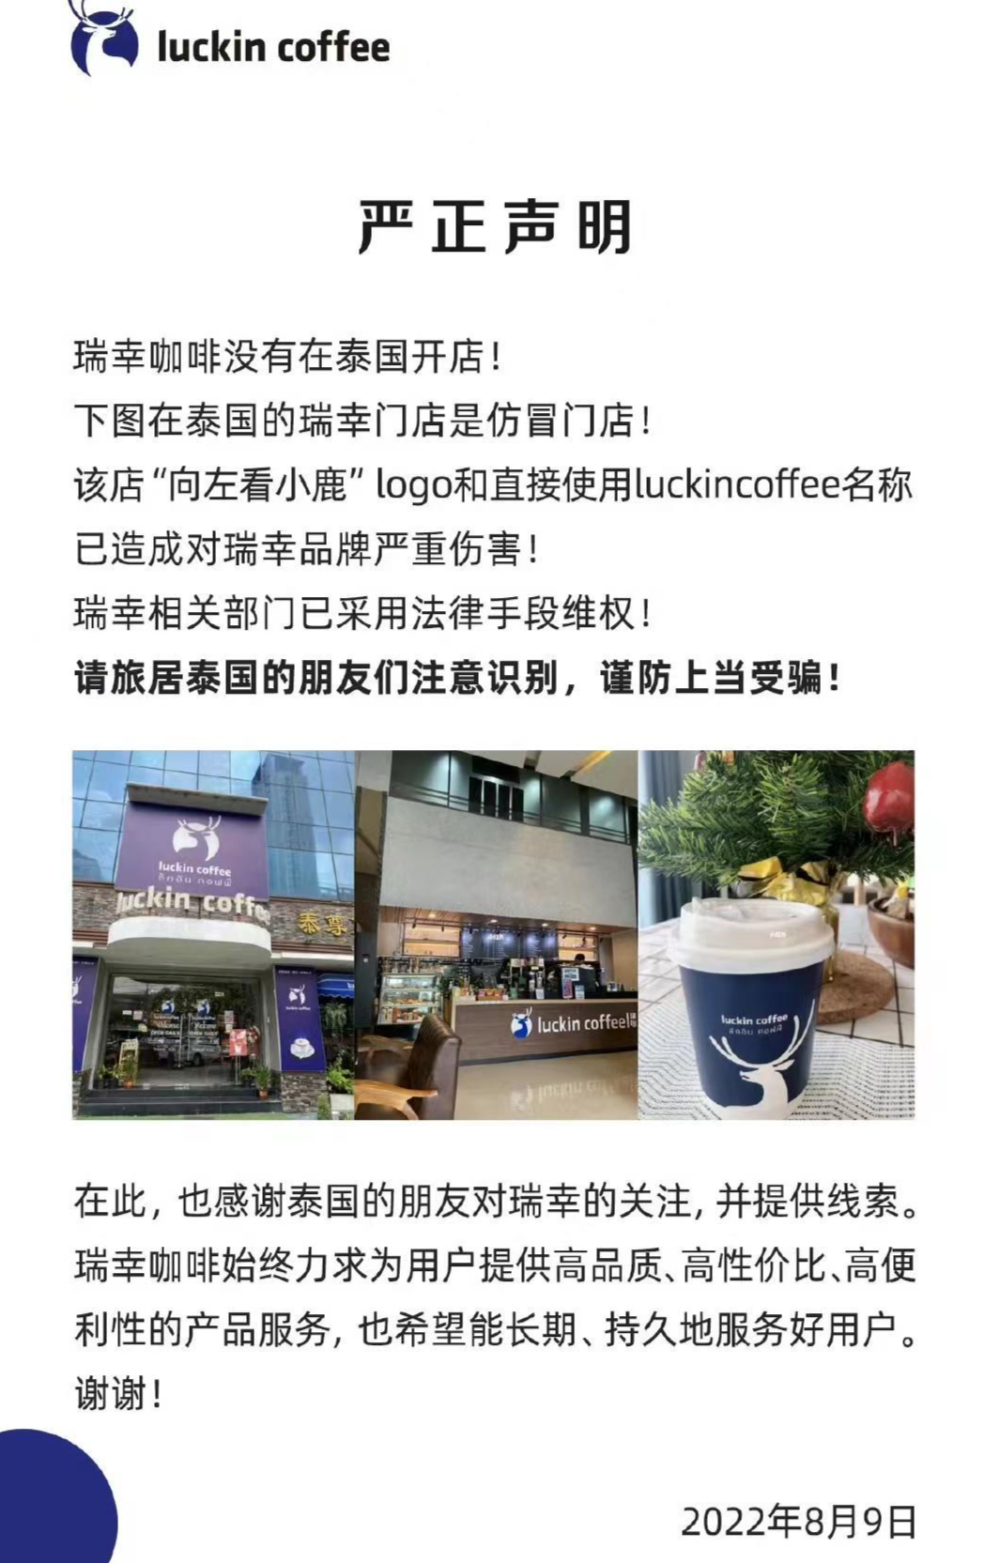 luckin coffee
严正声明
瑞幸咖啡没有在泰国开店！
下图在泰国的瑞幸门店是仿冒门店！
该店“向左看小鹿” logo和直接使用luckincoffee名称
已造成对瑞幸品牌严重伤害！
瑞幸相关部门已采用法律手段维权！
请旅居泰国的朋友们注意识别，谨防上当受骗！
luckin coffee
luckin coffee
泰尊
luckin coffee
luckin coffee
在此，也感谢泰国的朋友对瑞幸的关注，并提供线索。
瑞幸咖啡始终力求为用户提供高品质、高性价比、高便
利性的产品服务，也希望能长期、持久地服务好用户。
谢谢！
2022年8月9日